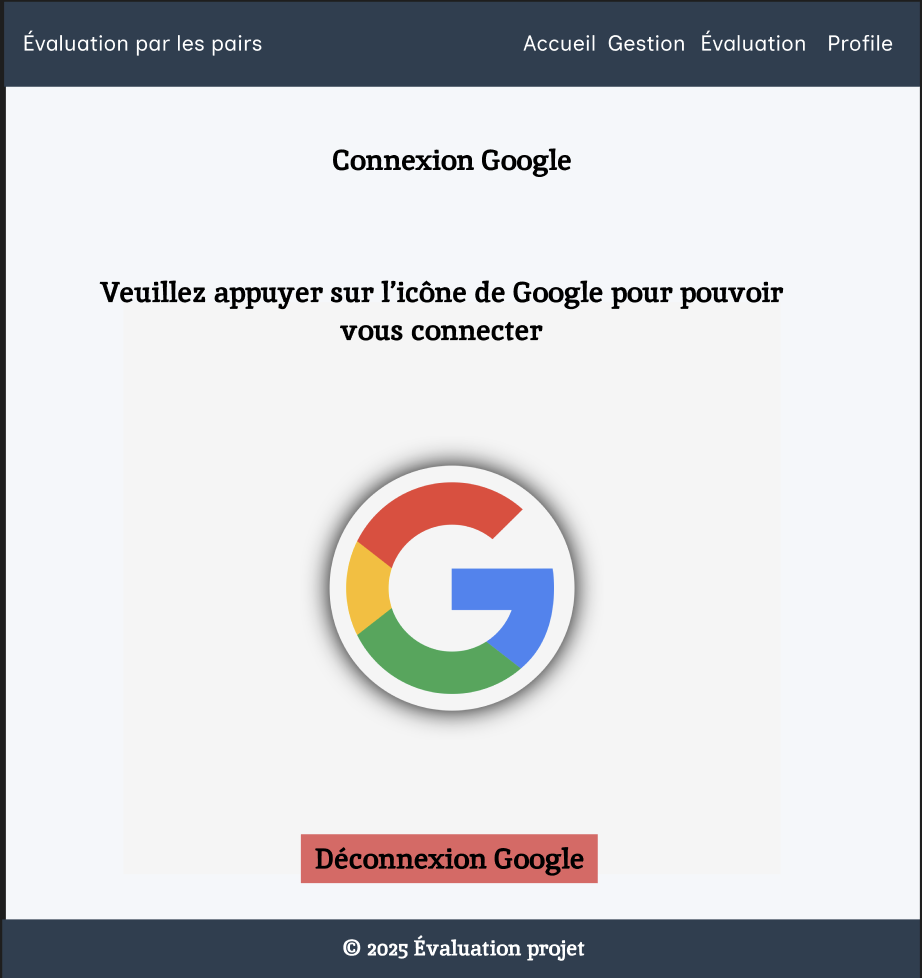 Évaluation par les pairs
Accueil Gestion Évaluation Profile
Connexion Google
Veuillez appuyer sur l’icône de Google pour pouvoir
vous connecter
Déconnexion Google
© 2025 Évaluation projet